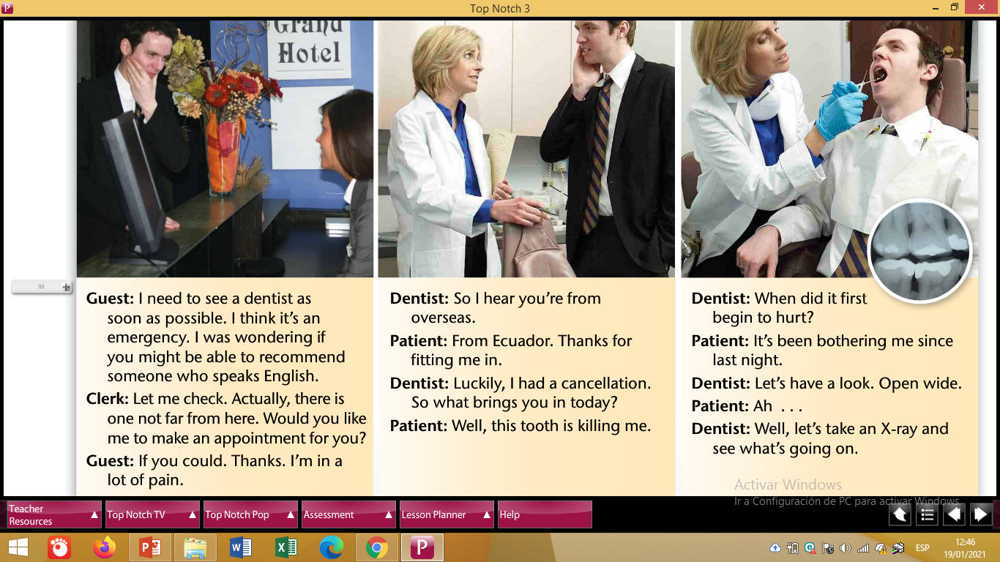 Top Notch 3
Grand
Hotel
Guest: I need to see a dentist as
soon as possible. I think it’s an
emergency. I was wondering if
you might be able to recommend
someone who speaks English.
Clerk: Let me check. Actually, there is
one not far from here. Would you like
me to make an appointment for you?
Guest: If you could. Thanks. I’m in a
lot of pain.
Dentist: So I hear you’re from
overseas.
Patient: From Ecuador. Thanks for
fitting me in.
Dentist: Luckily, I had a cancellation.
So what brings you in today?
Patient: Well, this tooth is killing me.
Dentist: When did it first
begin to hurt?
Patient: It’s been bothering me since
last night.
Dentist: Let’s have a look. Open wide.
Patient: Ah . . .
Dentist: Well, let’s take an X-ray and
see what’s going on.
Activar Windows
Ir a Configuración de PC para activar Windows.
Teacher
Resources
Top Notch TV
Top Notch Pop
Assessment
Lesson Planner
Help
ESP
12:46
19/01/2021